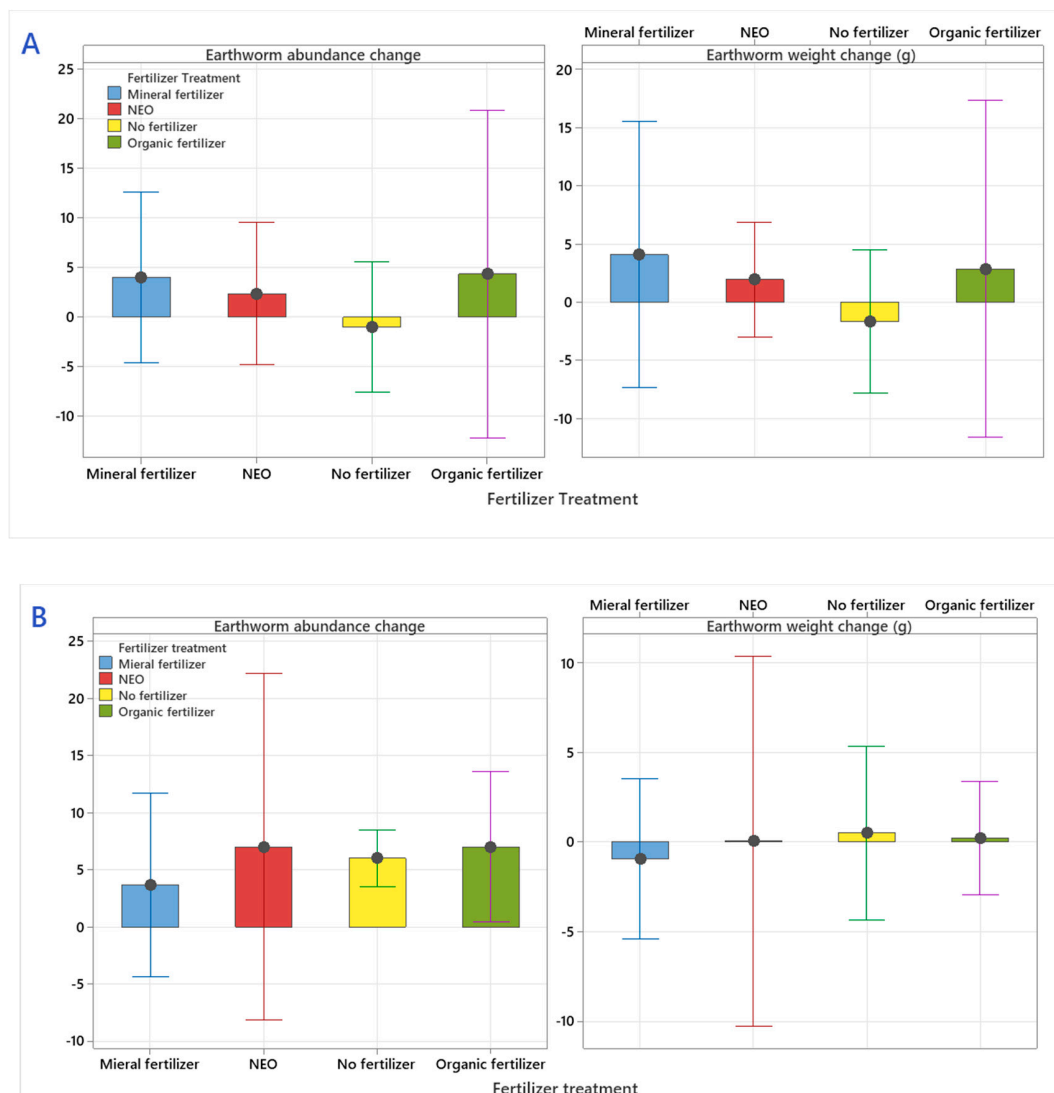 A
Mineral fertilizer NEO No fertilizer Organic fertilizer
Earthworm abundance change
Earthworm weight change (g)
25
20
15
10
5
0
-5
-10
Fertilizer Treatment
Mineral fertilizer
NEO
No fertilizer
Organic fertilizer
20
15
10
5
0
-5
-10
Mineral fertilizer NEO No fertilizer Organic fertilizer
Fertilizer Treatment
B
Mieral fertilizer NEO No fertilizer Organic fertilizer
Earthworm abundance change
Earthworm weight change (g)
25
20
15
10
5
0
-5
-10
Fertilizer treatment
Mieral fertilizer
NEO
No fertilizer
Organic fertilizer
10
5
0
-5
-10
Mieral fertilizer NEO No fertilizer Organic fertilizer
Fertilizer treatment